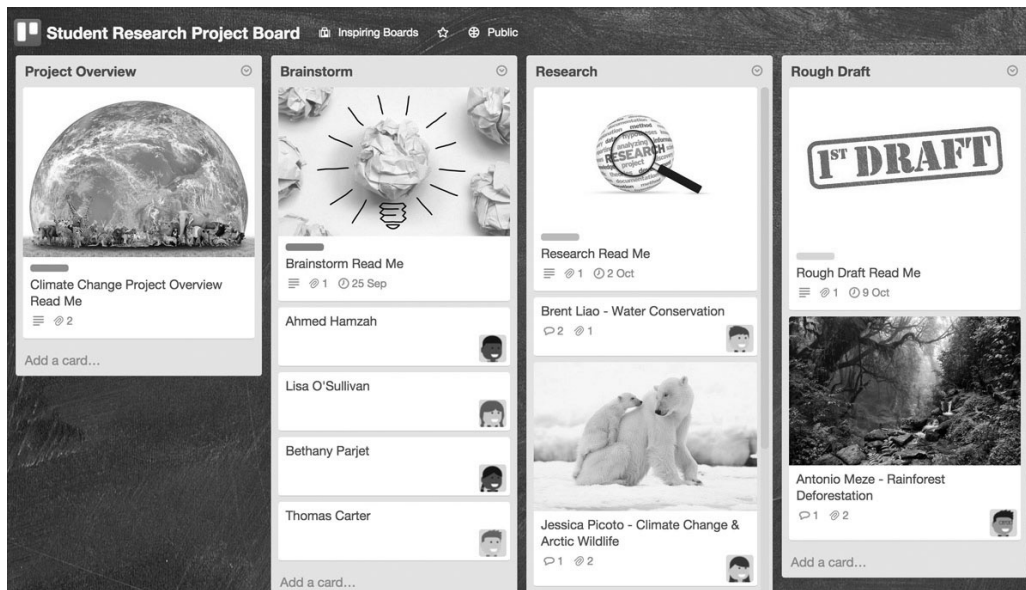 Student Research Project Board Inspiring Boards Public
Project Overview
Climate Change Project Overview
Read Me
2
Add a card...
Brainstorm
Brainstorm Read Me
1 25 Sep
Ahmed Hamzah
Lisa O'Sullivan
Bethany Parjet
Thomas Carter
Add a card...
Research
method
analyzing
RESEARCH
project
Research Read Me
1 2 Oct
Brent Liao - Water Conservation
2 1
Jessica Picoto - Climate Change &
Arctic Wildlife
1 2
Rough Draft
1ST DRAFT
Rough Draft Read Me
1 9 Oct
Antonio Meze - Rainforest
Deforestation
1 2
Add a card...